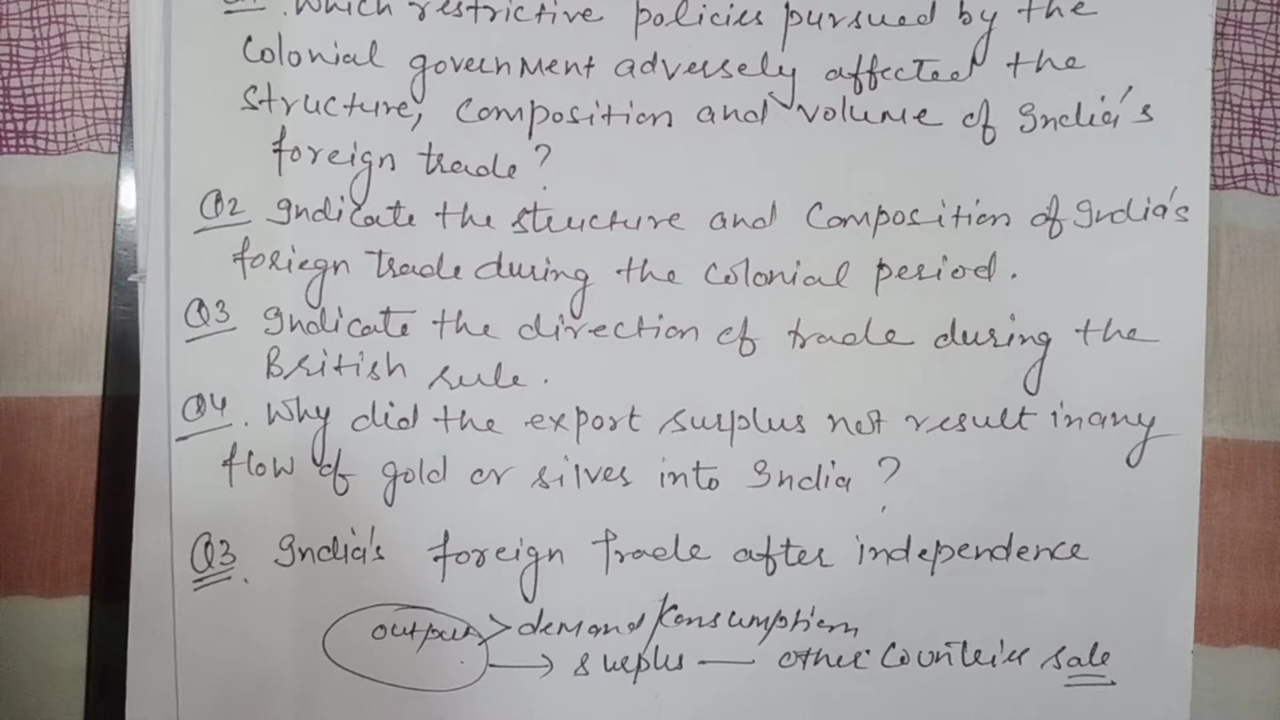 Q1. Which restrictive policies pursued by the
Colonial government adversely affected the
structure, composition and volume of India's
foreign trade?
Q2 Indicate the structure and Composition of India's
foriegn trade during the colonial period.
Q3 Indicate the direction of trade during the
British rule.
Q4. Why did the export surplus not result in any
flow of gold or silves into India?
Q3. India's foreign trade after independence
output > demand/consumption
→ surplus — other Countries sale